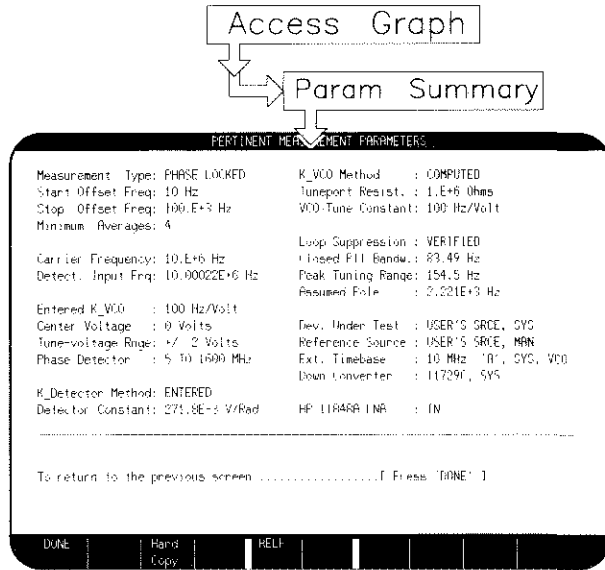 Access Graph
Param Summary
PERTINENT MEASUREMENT PARAMETERS
Measurement Type: PHASE LOCKED
Start Offset Freq: 10 Hz
Stop Offset Freq: 100.E+3 Hz
Minimum Averages: 4
Carrier Frequency: 10.E+6 Hz
Detect. Input Frq: 10.00022E+6 Hz
Entered K_VCO : 100 Hz/Volt
Center Voltage : 0 Volts
Tune-voltage Rnge: +/- 2 Volts
Phase Detector : 5 TO 1600 MHz
K_Detector Method: ENTERED
Detector Constant: 271.8E-3 V/Rad
K_VCO Method : COMPUTED
Tuneport Resist. : 1.E+6 Ohms
VCO-Tune Constant: 100 Hz/Volt
Loop Suppression : VERIFIED
Closed Pll Bandw.: 83.49 Hz
Peak Tuning Range: 154.5 Hz
Assumed Pole : 2.221E+3 Hz
Dev. Under Test : USER'S SRCE, SYS
Reference Source : USER'S SRCE, MAN
Ext. Timebase : 10 MHz 'A', SYS, VCO
Down Converter : 11729C, SYS
HP 11848A LNA : IN
To return to the previous screen ..................[ Press 'DONE' ]
DONE
Hard Copy
HELP